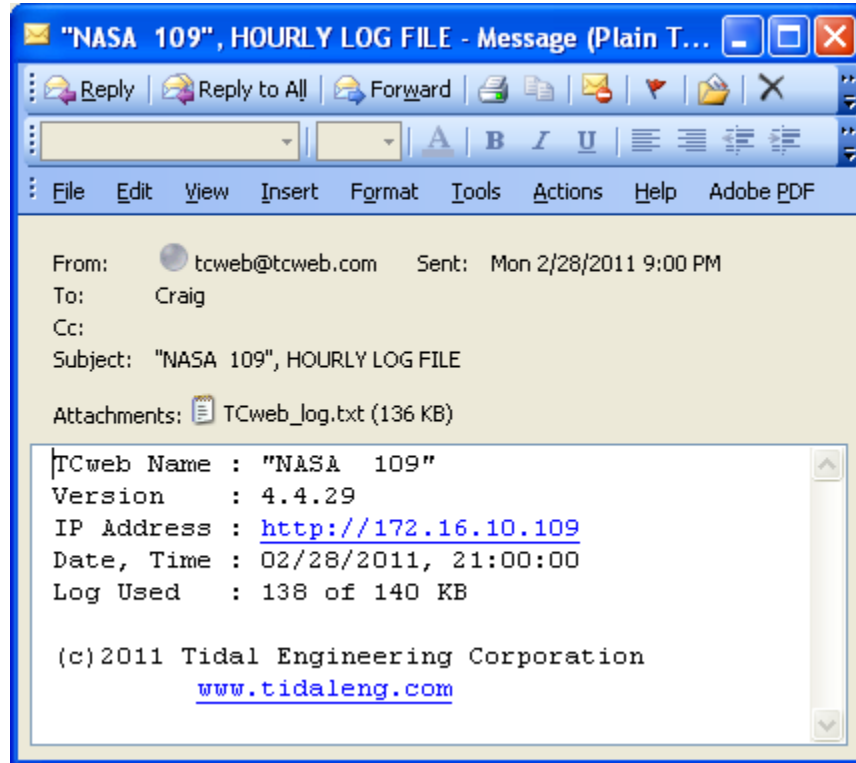 "NASA  109", HOURLY LOG FILE - Message (Plain T...
Reply Reply to All Forward
A B I U
File Edit View Insert Format Tools Actions Help Adobe PDF
From: tcweb@tcweb.com Sent: Mon 2/28/2011 9:00 PM
To: Craig
Cc:
Subject: "NASA  109", HOURLY LOG FILE
Attachments: TCweb_log.txt (136 KB)
TCweb Name : "NASA  109"
Version    : 4.4.29
IP Address : http://172.16.10.109
Date, Time : 02/28/2011, 21:00:00
Log Used   : 138 of 140 KB
(c)2011 Tidal Engineering Corporation
www.tidaleng.com